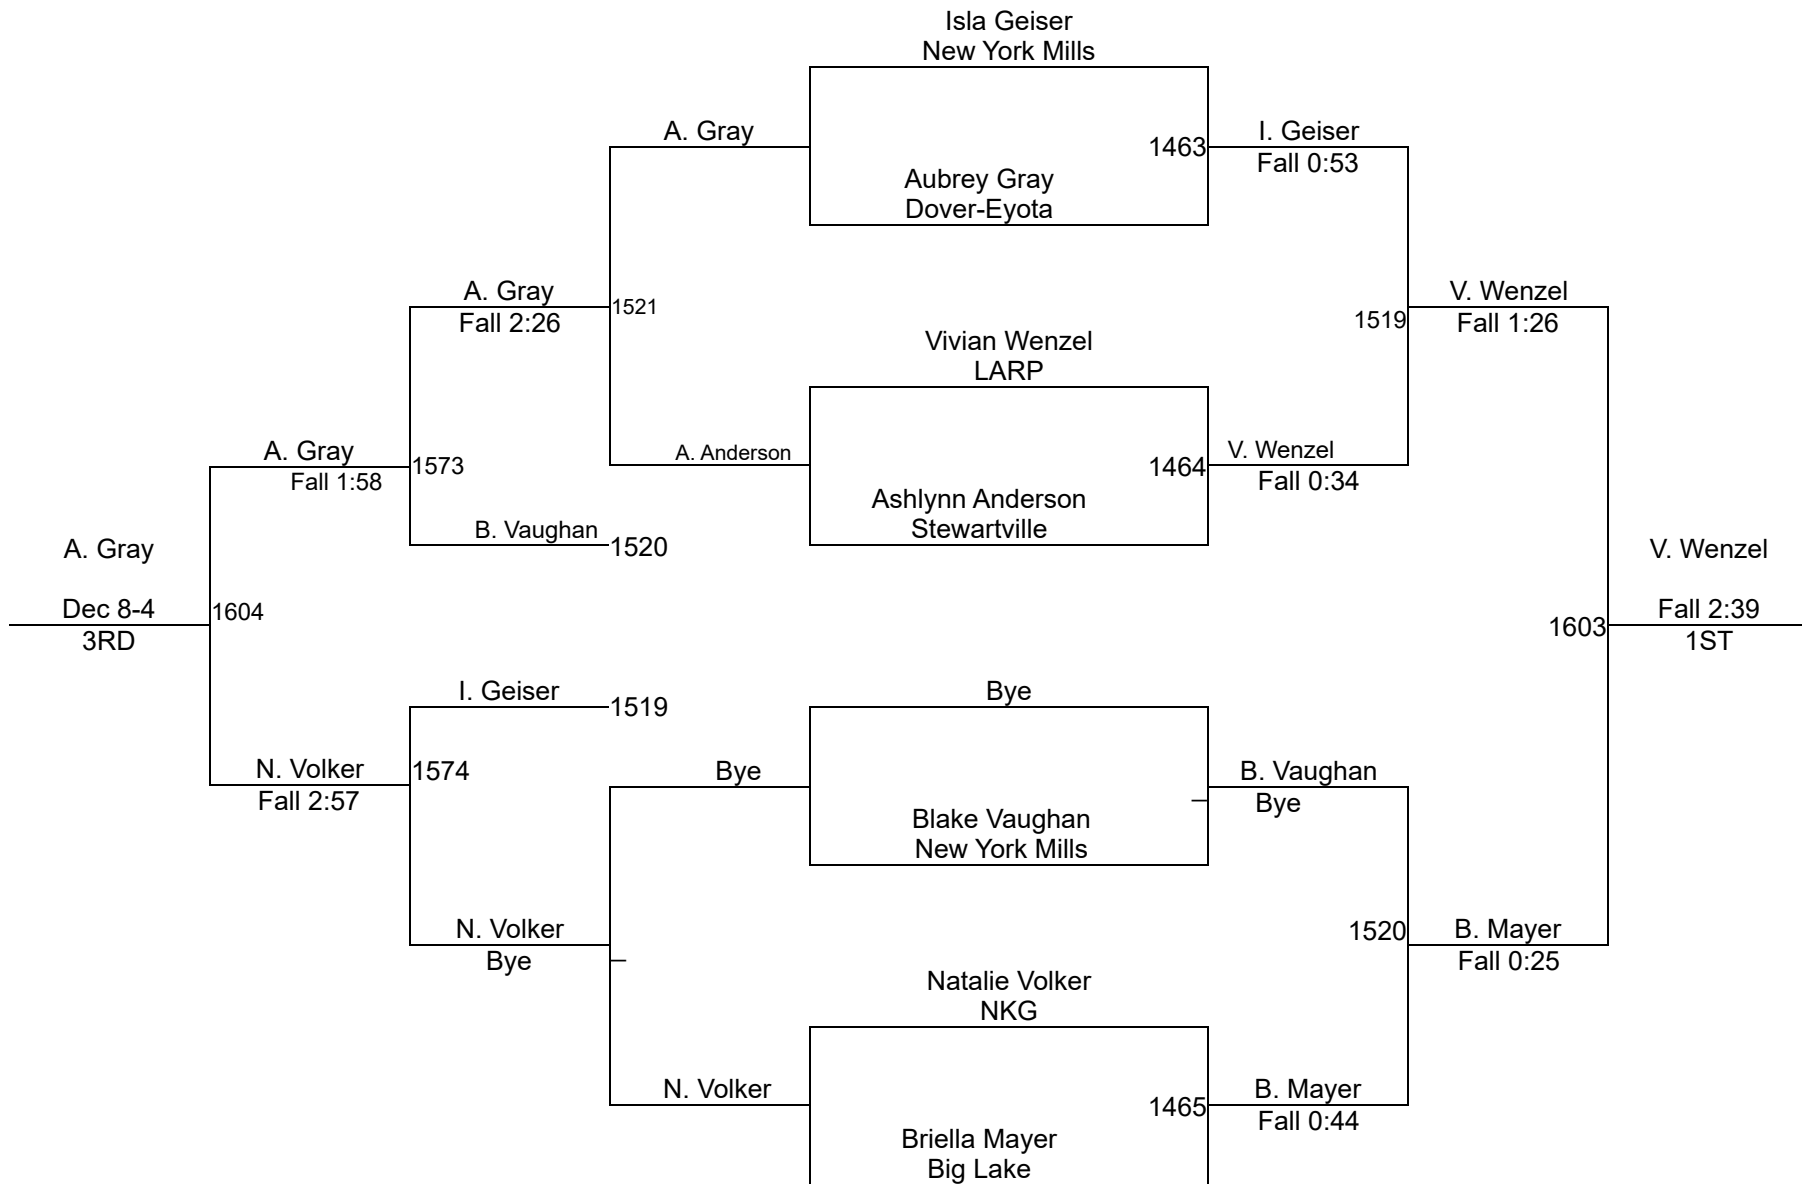 Isla Geiser
New York Mills
A. Gray
1463
I. Geiser
Fall 0:53
Aubrey Gray
Dover-Eyota
A. Gray
Fall 2:26
1521
1519
V. Wenzel
Fall 1:26
Vivian Wenzel
LARP
A. Gray
Fall 1:58
1573
A. Anderson
1464
V. Wenzel
Fall 0:34
Ashlynn Anderson
Stewartville
B. Vaughan
1520
A. Gray
Dec 8-4
3RD
1604
1603
V. Wenzel
Fall 2:39
1ST
I. Geiser
1519
Bye
N. Volker
Fall 2:57
1574
Bye
B. Vaughan
Bye
Blake Vaughan
New York Mills
N. Volker
Bye
1520
B. Mayer
Fall 0:25
Natalie Volker
NKG
N. Volker
1465
B. Mayer
Fall 0:44
Briella Mayer
Big Lake